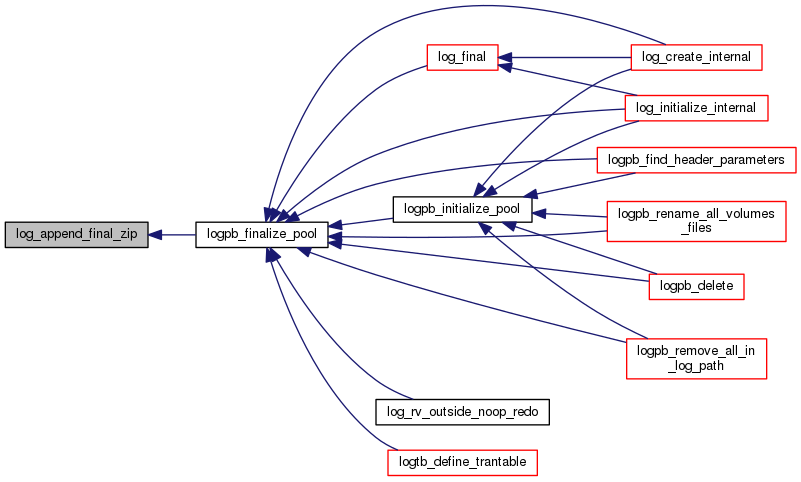 log_final
log_create_internal
log_initialize_internal
logpb_find_header_parameters
logpb_initialize_pool
logpb_rename_all_volumes
_files
log_append_final_zip
logpb_finalize_pool
logpb_delete
logpb_remove_all_in
_log_path
log_rv_outside_noop_redo
logtb_define_trantable